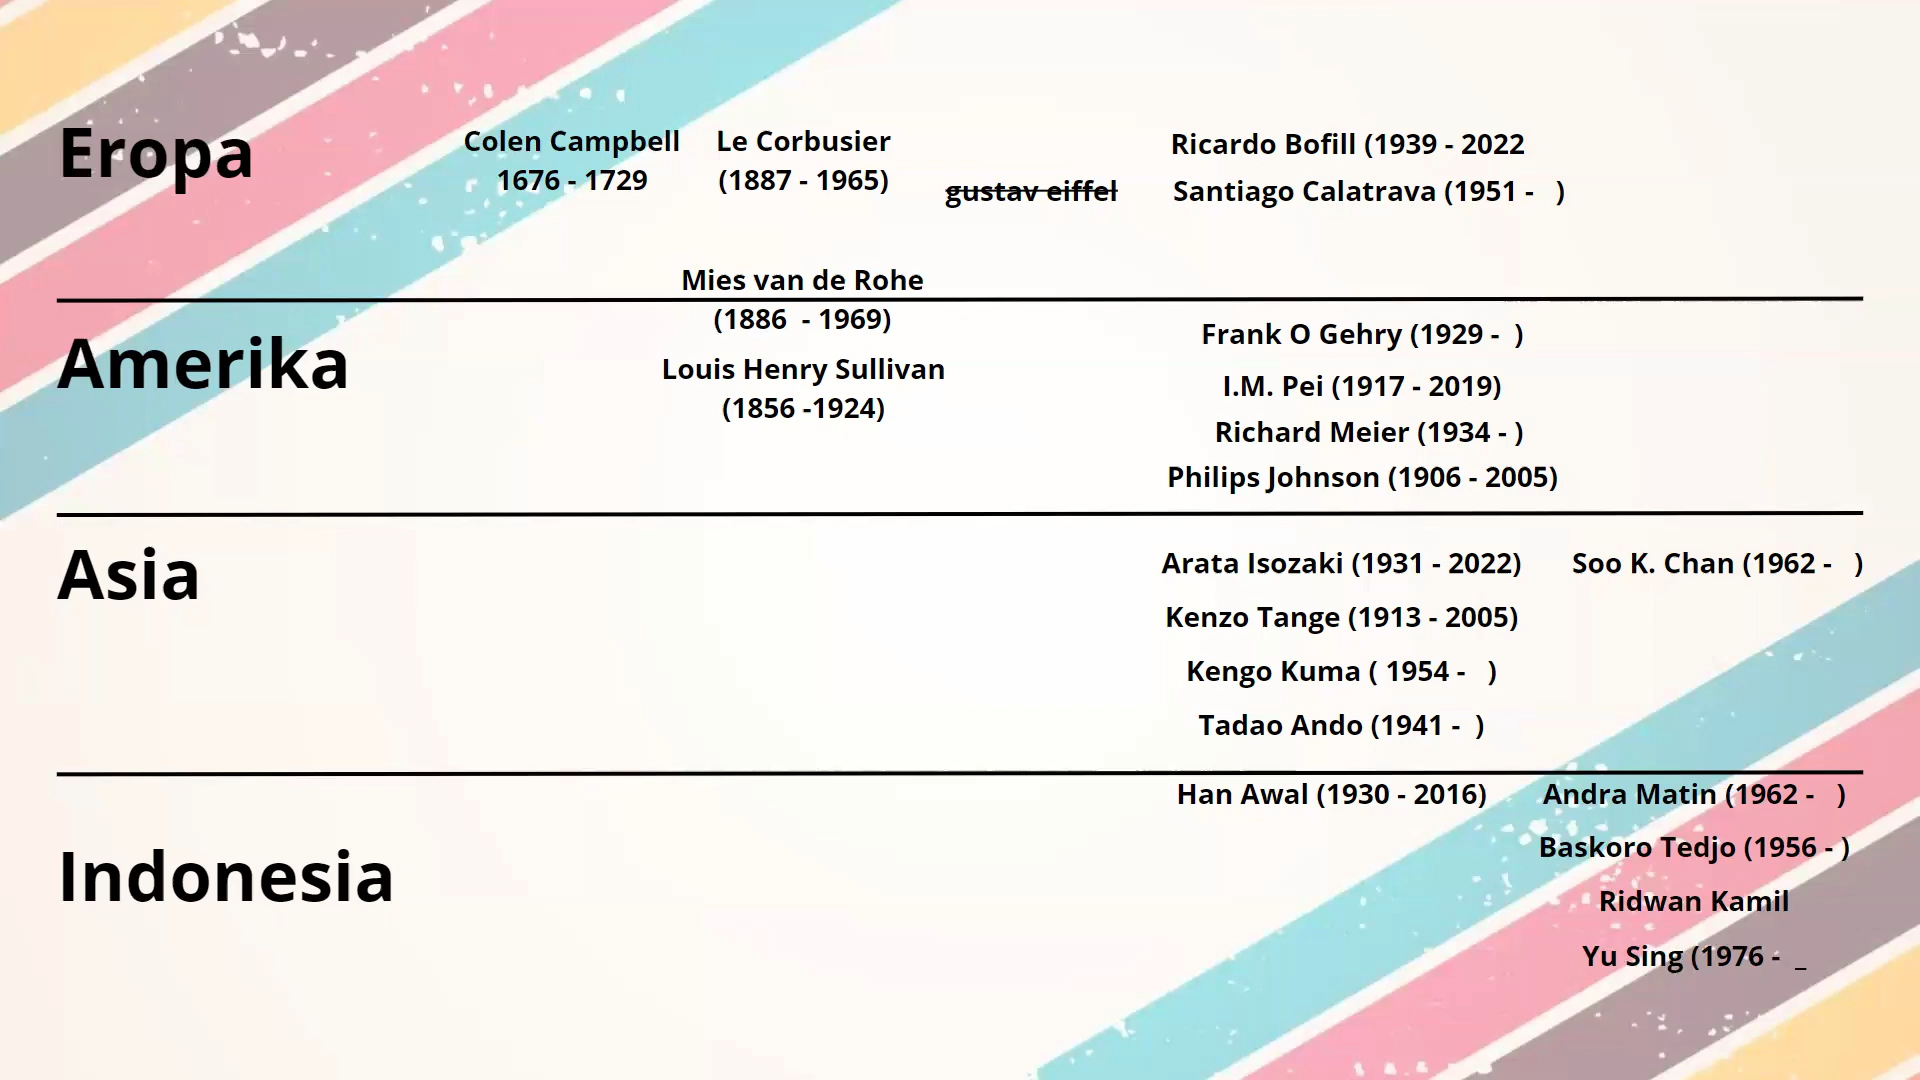 Eropa
Colen Campbell
1676 - 1729
Le Corbusier
(1887 - 1965)
gustav eiffel
Ricardo Bofill (1939 - 2022
Santiago Calatrava (1951 -   )
Mies van de Rohe
(1886  - 1969)
Amerika
Louis Henry Sullivan
(1856 -1924)
Frank O Gehry (1929 -  )
I.M. Pei (1917 - 2019)
Richard Meier (1934 - )
Philips Johnson (1906 - 2005)
Asia
Arata Isozaki (1931 - 2022)
Soo K. Chan (1962 -   )
Kenzo Tange (1913 - 2005)
Kengo Kuma ( 1954 -   )
Tadao Ando (1941 -  )
Indonesia
Han Awal (1930 - 2016)
Andra Matin (1962 -   )
Baskoro Tedjo (1956 - )
Ridwan Kamil
Yu Sing (1976 -  _